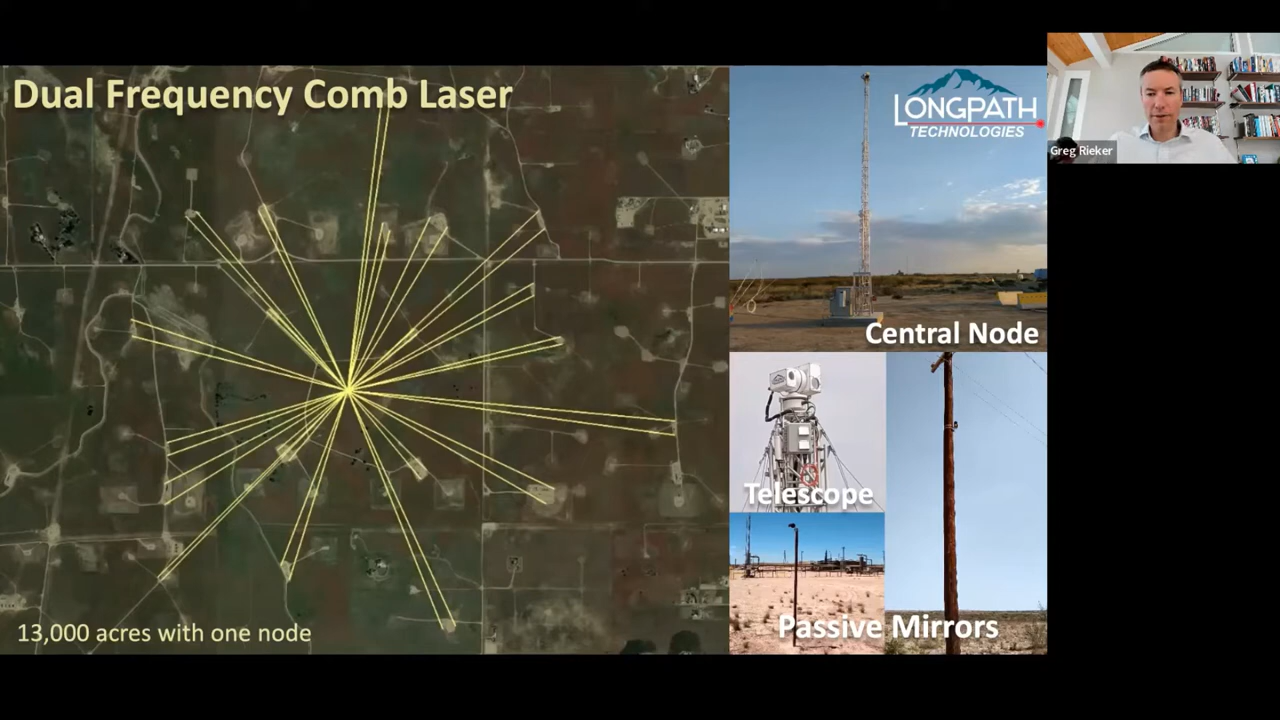 Dual Frequency Comb Laser
13,000 acres with one node
LONGPATH
TECHNOLOGIES
Central Node
Telescope
Passive Mirrors
Greg Rieker